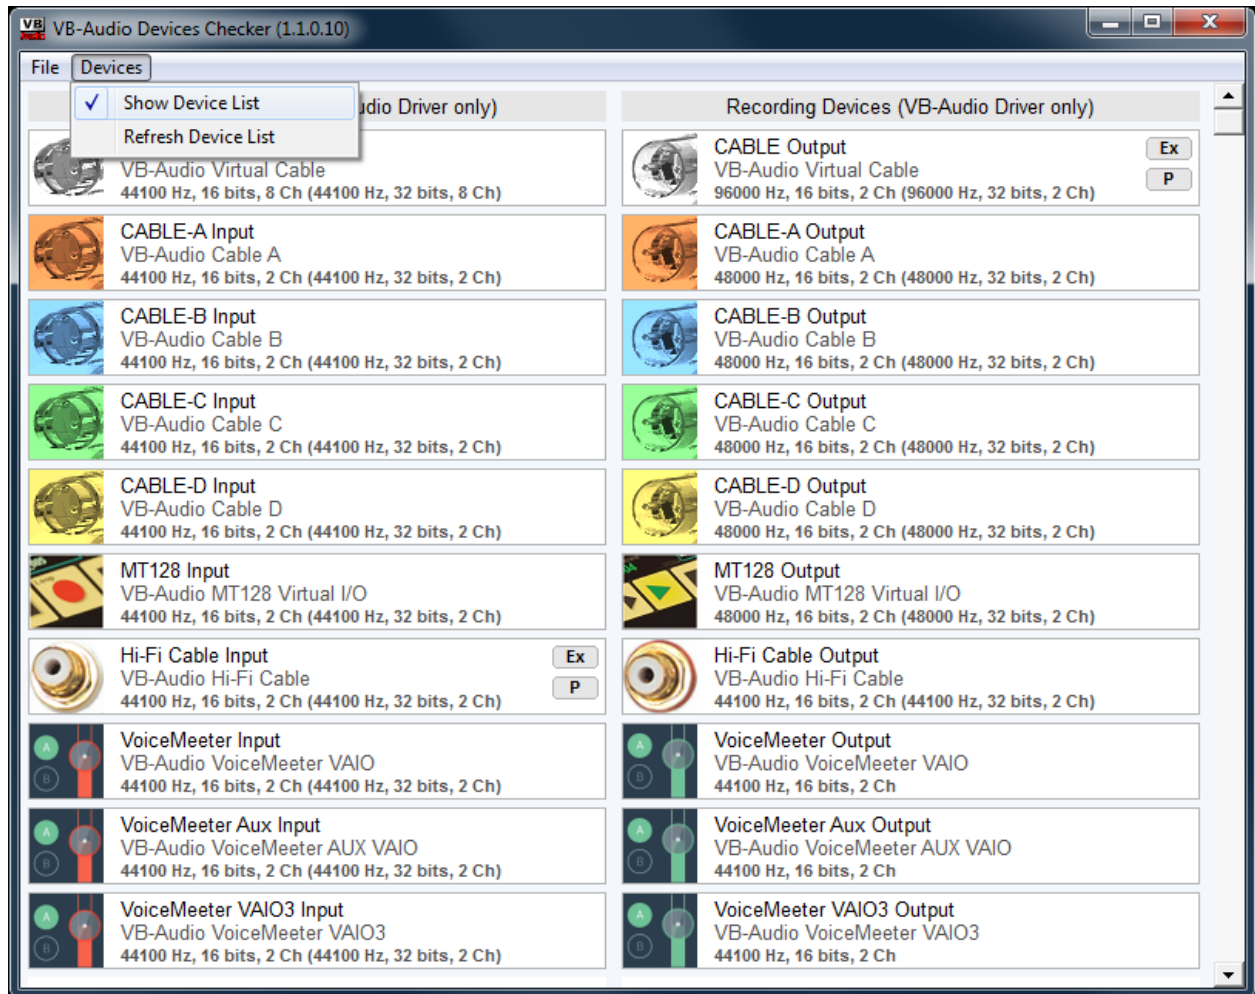 VB-Audio Devices Checker (1.1.0.10)
File Devices
Show Device List
Refresh Device List
udio Driver only)
VB-Audio Virtual Cable
44100 Hz, 16 bits, 8 Ch (44100 Hz, 32 bits, 8 Ch)
CABLE-A Input
VB-Audio Cable A
44100 Hz, 16 bits, 2 Ch (44100 Hz, 32 bits, 2 Ch)
CABLE-B Input
VB-Audio Cable B
44100 Hz, 16 bits, 2 Ch (44100 Hz, 32 bits, 2 Ch)
CABLE-C Input
VB-Audio Cable C
44100 Hz, 16 bits, 2 Ch (44100 Hz, 32 bits, 2 Ch)
CABLE-D Input
VB-Audio Cable D
44100 Hz, 16 bits, 2 Ch (44100 Hz, 32 bits, 2 Ch)
MT128 Input
VB-Audio MT128 Virtual I/O
44100 Hz, 16 bits, 2 Ch (44100 Hz, 32 bits, 2 Ch)
Hi-Fi Cable Input Ex
VB-Audio Hi-Fi Cable P
44100 Hz, 16 bits, 2 Ch (44100 Hz, 32 bits, 2 Ch)
VoiceMeeter Input
VB-Audio VoiceMeeter VAIO
44100 Hz, 16 bits, 2 Ch (44100 Hz, 32 bits, 2 Ch)
VoiceMeeter Aux Input
VB-Audio VoiceMeeter AUX VAIO
44100 Hz, 16 bits, 2 Ch (44100 Hz, 32 bits, 2 Ch)
VoiceMeeter VAIO3 Input
VB-Audio VoiceMeeter VAIO3
44100 Hz, 16 bits, 2 Ch (44100 Hz, 32 bits, 2 Ch)
Recording Devices (VB-Audio Driver only)
CABLE Output Ex
VB-Audio Virtual Cable P
96000 Hz, 16 bits, 2 Ch (96000 Hz, 32 bits, 2 Ch)
CABLE-A Output
VB-Audio Cable A
48000 Hz, 16 bits, 2 Ch (48000 Hz, 32 bits, 2 Ch)
CABLE-B Output
VB-Audio Cable B
48000 Hz, 16 bits, 2 Ch (48000 Hz, 32 bits, 2 Ch)
CABLE-C Output
VB-Audio Cable C
48000 Hz, 16 bits, 2 Ch (48000 Hz, 32 bits, 2 Ch)
CABLE-D Output
VB-Audio Cable D
48000 Hz, 16 bits, 2 Ch (48000 Hz, 32 bits, 2 Ch)
MT128 Output
VB-Audio MT128 Virtual I/O
48000 Hz, 16 bits, 2 Ch (48000 Hz, 32 bits, 2 Ch)
Hi-Fi Cable Output
VB-Audio Hi-Fi Cable
44100 Hz, 16 bits, 2 Ch (44100 Hz, 32 bits, 2 Ch)
VoiceMeeter Output
VB-Audio VoiceMeeter VAIO
44100 Hz, 16 bits, 2 Ch
VoiceMeeter Aux Output
VB-Audio VoiceMeeter AUX VAIO
44100 Hz, 16 bits, 2 Ch
VoiceMeeter VAIO3 Output
VB-Audio VoiceMeeter VAIO3
44100 Hz, 16 bits, 2 Ch